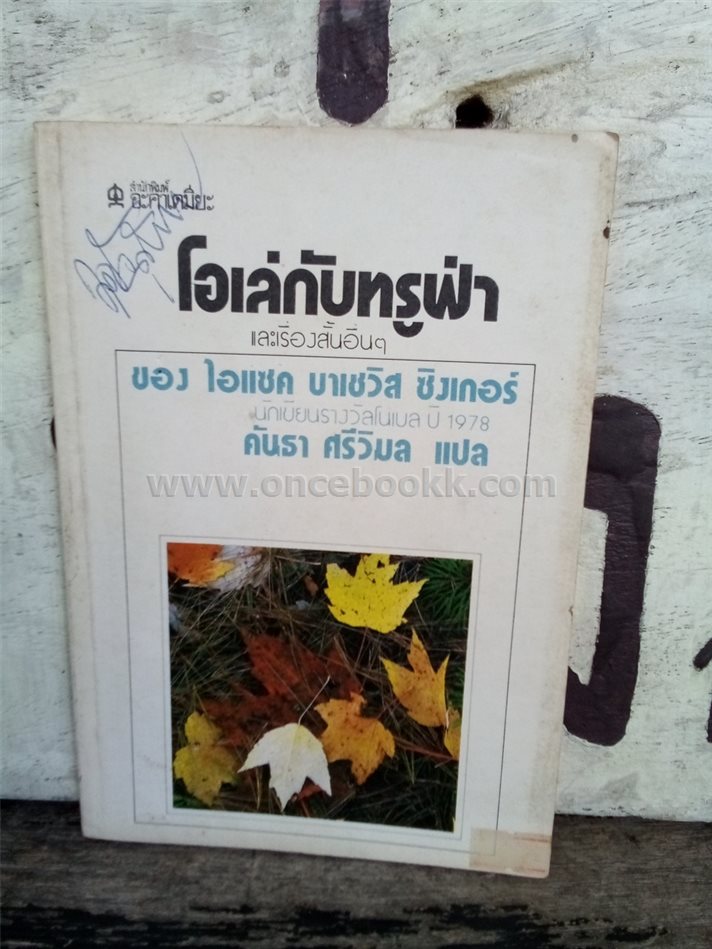 สำนักพิมพ์
อะคาเดมียะ
โอเล่กับทรูฟ่า
และเรื่องสั้นอื่นๆ
ของ ไอแซค บาเชวิส ซิงเกอร์
นักเขียนรางวัลโนเบล ปี 1978
คันธา ศรีวิมล แปล
www.oncebookk.com